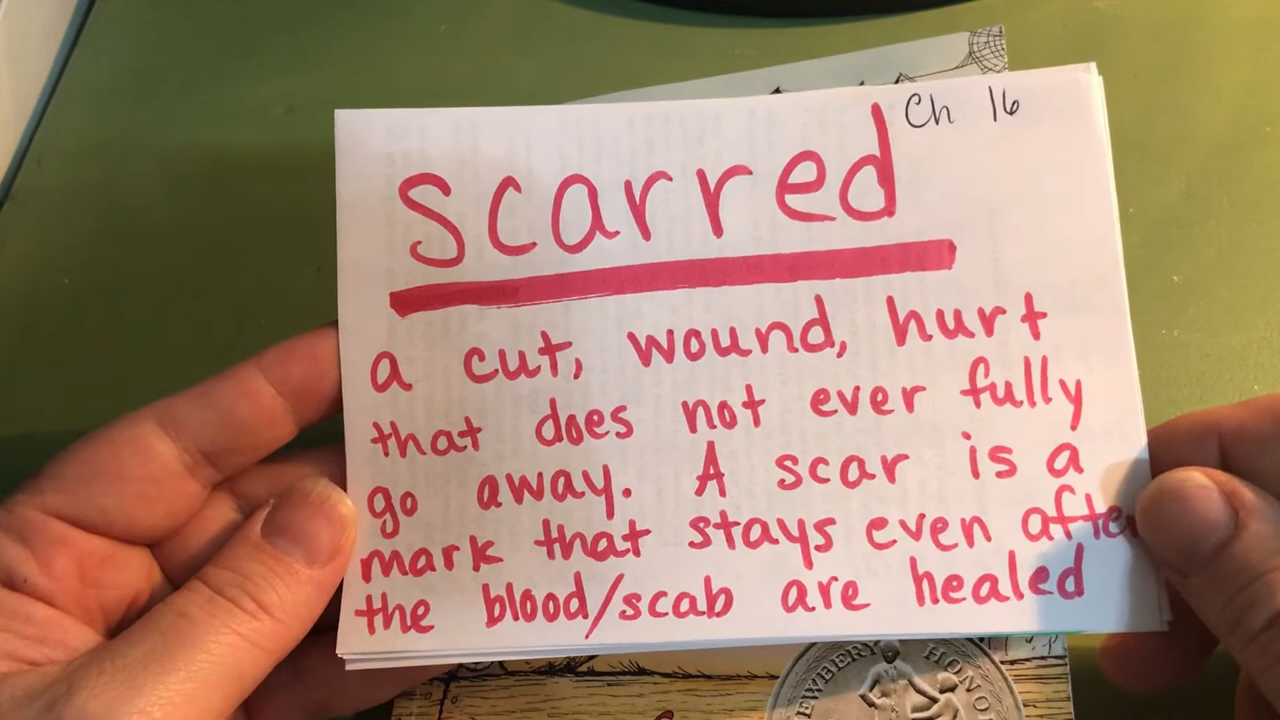 Ch 16
scarred
a cut, wound, hurt
that does not ever fully
go away. A scar is a
mark that stays even
the blood/scab are healed
HONOR